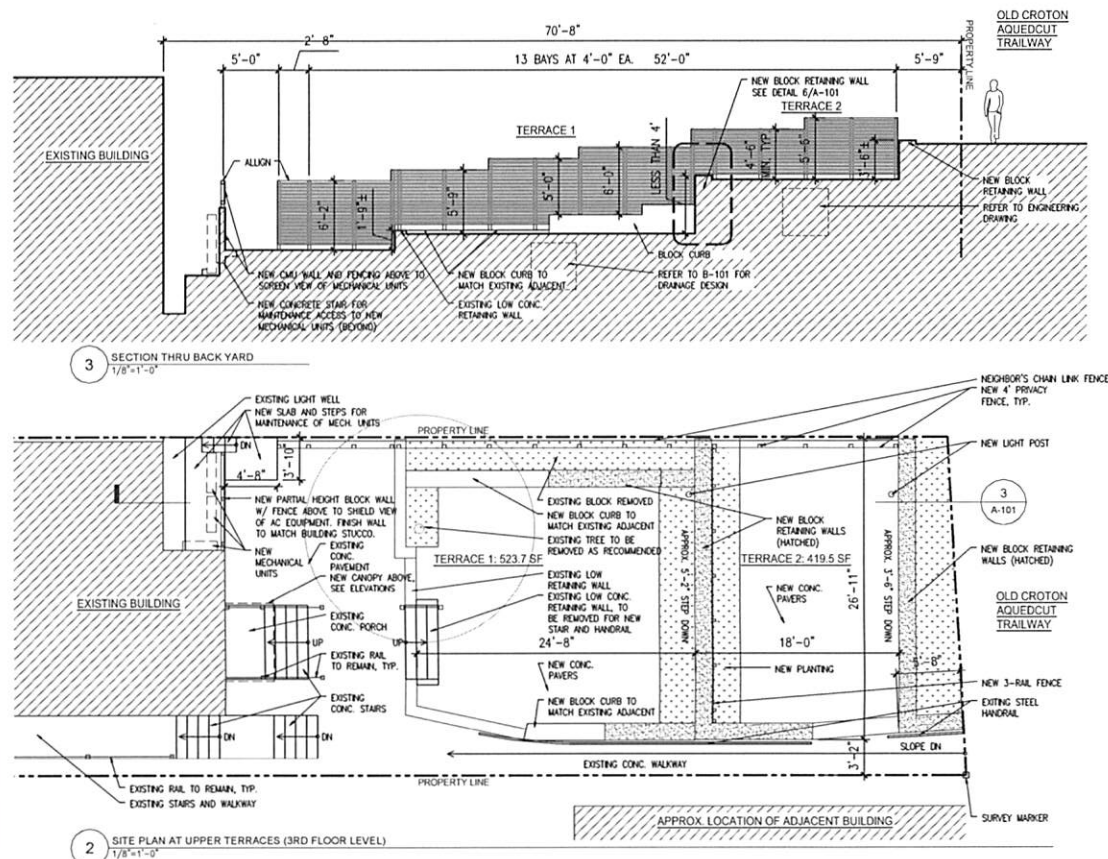 OLD CROTON
AQUEDCUT
TRAILWAY
PROPERTY LINE
70'-8"
2'-8"
5'-0"
13 BAYS AT 4'-0" EA.    52'-0"
5'-9"
NEW BLOCK RETAINING WALL
SEE DETAIL 6/A-101
TERRACE 2
TERRACE 1
EXISTING BUILDING
ALLIGN
6'-2"
1'-9"±
5'-9"
5'-0"
6'-0"
LESS THAN 4'
4'-6"
MIN. TYP.
5'-6"
NEW BLOCK
RETAINING WALL
REFER TO ENGINEERING
DRAWING
BLOCK CURB
NEW CMU WALL AND FENCING ABOVE TO
SCREEN VIEW OF MECHANICAL UNITS
NEW CONCRETE STAIR FOR
MAINTENANCE ACCESS TO NEW
MECHANICAL UNITS (BEYOND)
NEW BLOCK CURB TO
MATCH EXISTING ADJACENT
EXISTING LOW CONC.
RETAINING WALL
REFER TO B-101 FOR
DRAINAGE DESIGN
3
SECTION THRU BACK YARD
1/8"=1'-0"
EXISTING LIGHT WELL
NEW SLAB AND STEPS FOR
MAINTENANCE OF MECH. UNITS
NEIGHBOR'S CHAIN LINK FENCE
NEW 4' PRIVACY
FENCE, TYP.
PROPERTY LINE
DN
4'-8"
3'-10"
NEW LIGHT POST
NEW PARTIAL HEIGHT BLOCK WALL
W/ FENCE ABOVE TO SHIELD VIEW
OF AC EQUIPMENT. FINISH WALL
TO MATCH BUILDING STUCCO.
NEW
MECHANICAL
UNITS
EXISTING
CONC.
PAVEMENT
NEW CANOPY ABOVE,
SEE ELEVATIONS
EXISTING BLOCK REMOVED
NEW BLOCK CURB TO
MATCH EXISTING ADJACENT
EXISTING TREE TO BE
REMOVED AS RECOMMENDED
TERRACE 1: 523.7 SF
NEW BLOCK
RETAINING WALLS
(HATCHED)
TERRACE 2: 419.5 SF
APPROX. 5'-2" STEP DOWN
APPROX. 3'-6" STEP DOWN
26'-11"
3
A-101
NEW BLOCK RETAINING
WALLS (HATCHED)
OLD CROTON
AQUEDCUT
TRAILWAY
EXISTING BUILDING
EXISTING
CONC. PORCH
UP
UP
EXISTING LOW
RETAINING WALL
EXISTING LOW CONC.
RETAINING WALL, TO
BE REMOVED FOR NEW
STAIR AND HANDRAIL
NEW CONC.
PAVERS
24'-8"
18'-0"
5'-8"
EXISTING RAIL
TO REMAIN, TYP.
EXISTING
CONC. STAIRS
NEW CONC.
PAVERS
NEW BLOCK CURB TO
MATCH EXISTING ADJACENT
NEW PLANTING
NEW 3-RAIL FENCE
EXITING STEEL
HANDRAIL
DN
DN
SLOPE DN
EXISTING CONC. WALKWAY
3'-2"
PROPERTY LINE
EXISTING RAIL TO REMAIN, TYP.
EXISTING STAIRS AND WALKWAY
APPROX. LOCATION OF ADJACENT BUILDING
SURVEY MARKER
2
SITE PLAN AT UPPER TERRACES (3RD FLOOR LEVEL)
1/8"=1'-0"